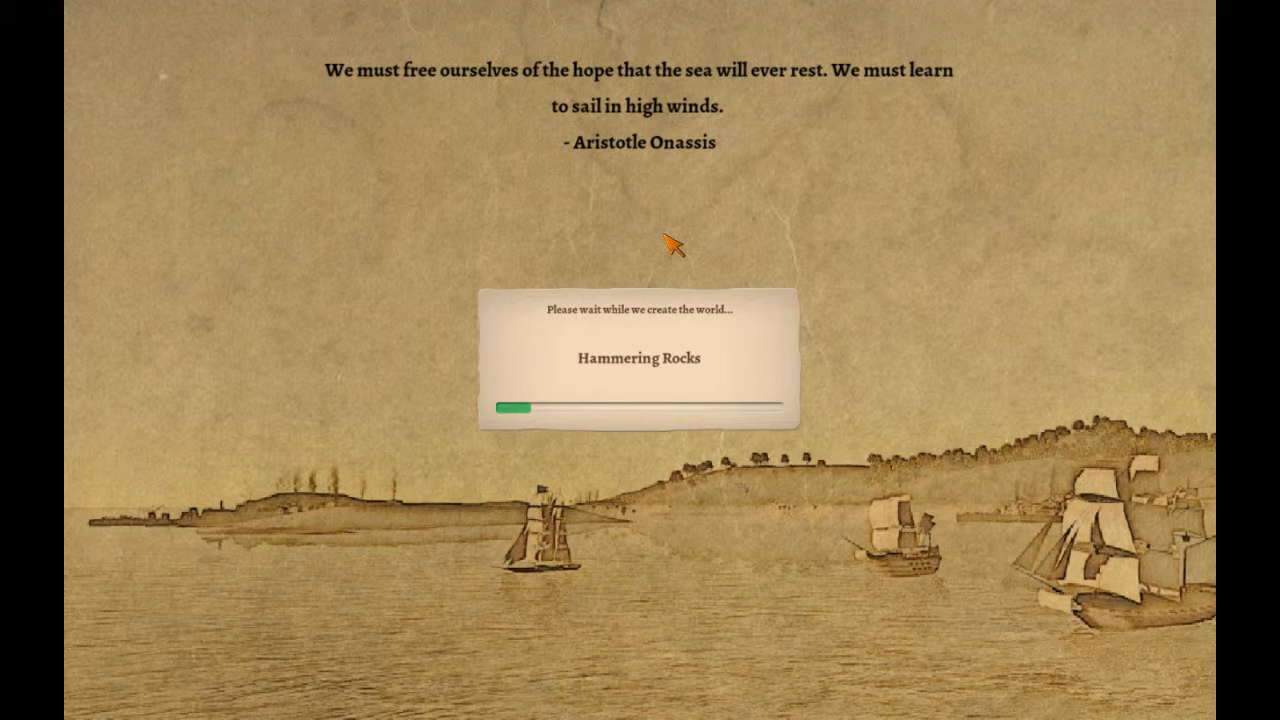 We must free ourselves of the hope that the sea will ever rest. We must learn
to sail in high winds.
- Aristotle Onassis
Please wait while we create the world...
Hammering Rocks